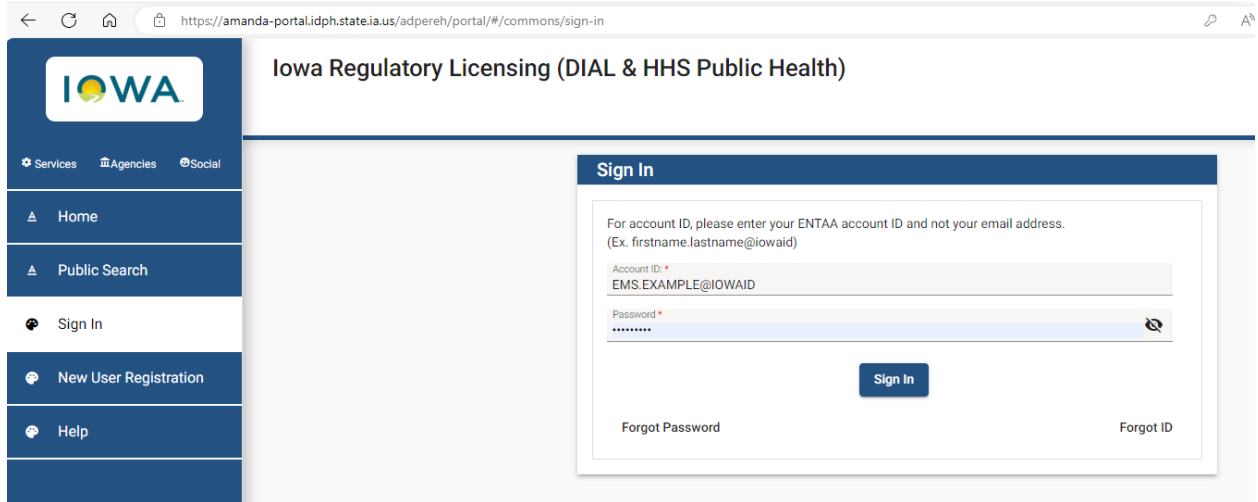 https://amanda-portal.idph.state.ia.us/adpereh/portal/#/commons/sign-in
IOWA
Iowa Regulatory Licensing (DIAL & HHS Public Health)
Services Agencies Social
Home
Public Search
Sign In
New User Registration
Help
Sign In
For account ID, please enter your ENTAA account ID and not your email address.
(Ex. firstname.lastname@iowaid)
Account ID: *
EMS.EXAMPLE@IOWAID
Password *
•••••••••
Sign In
Forgot Password Forgot ID